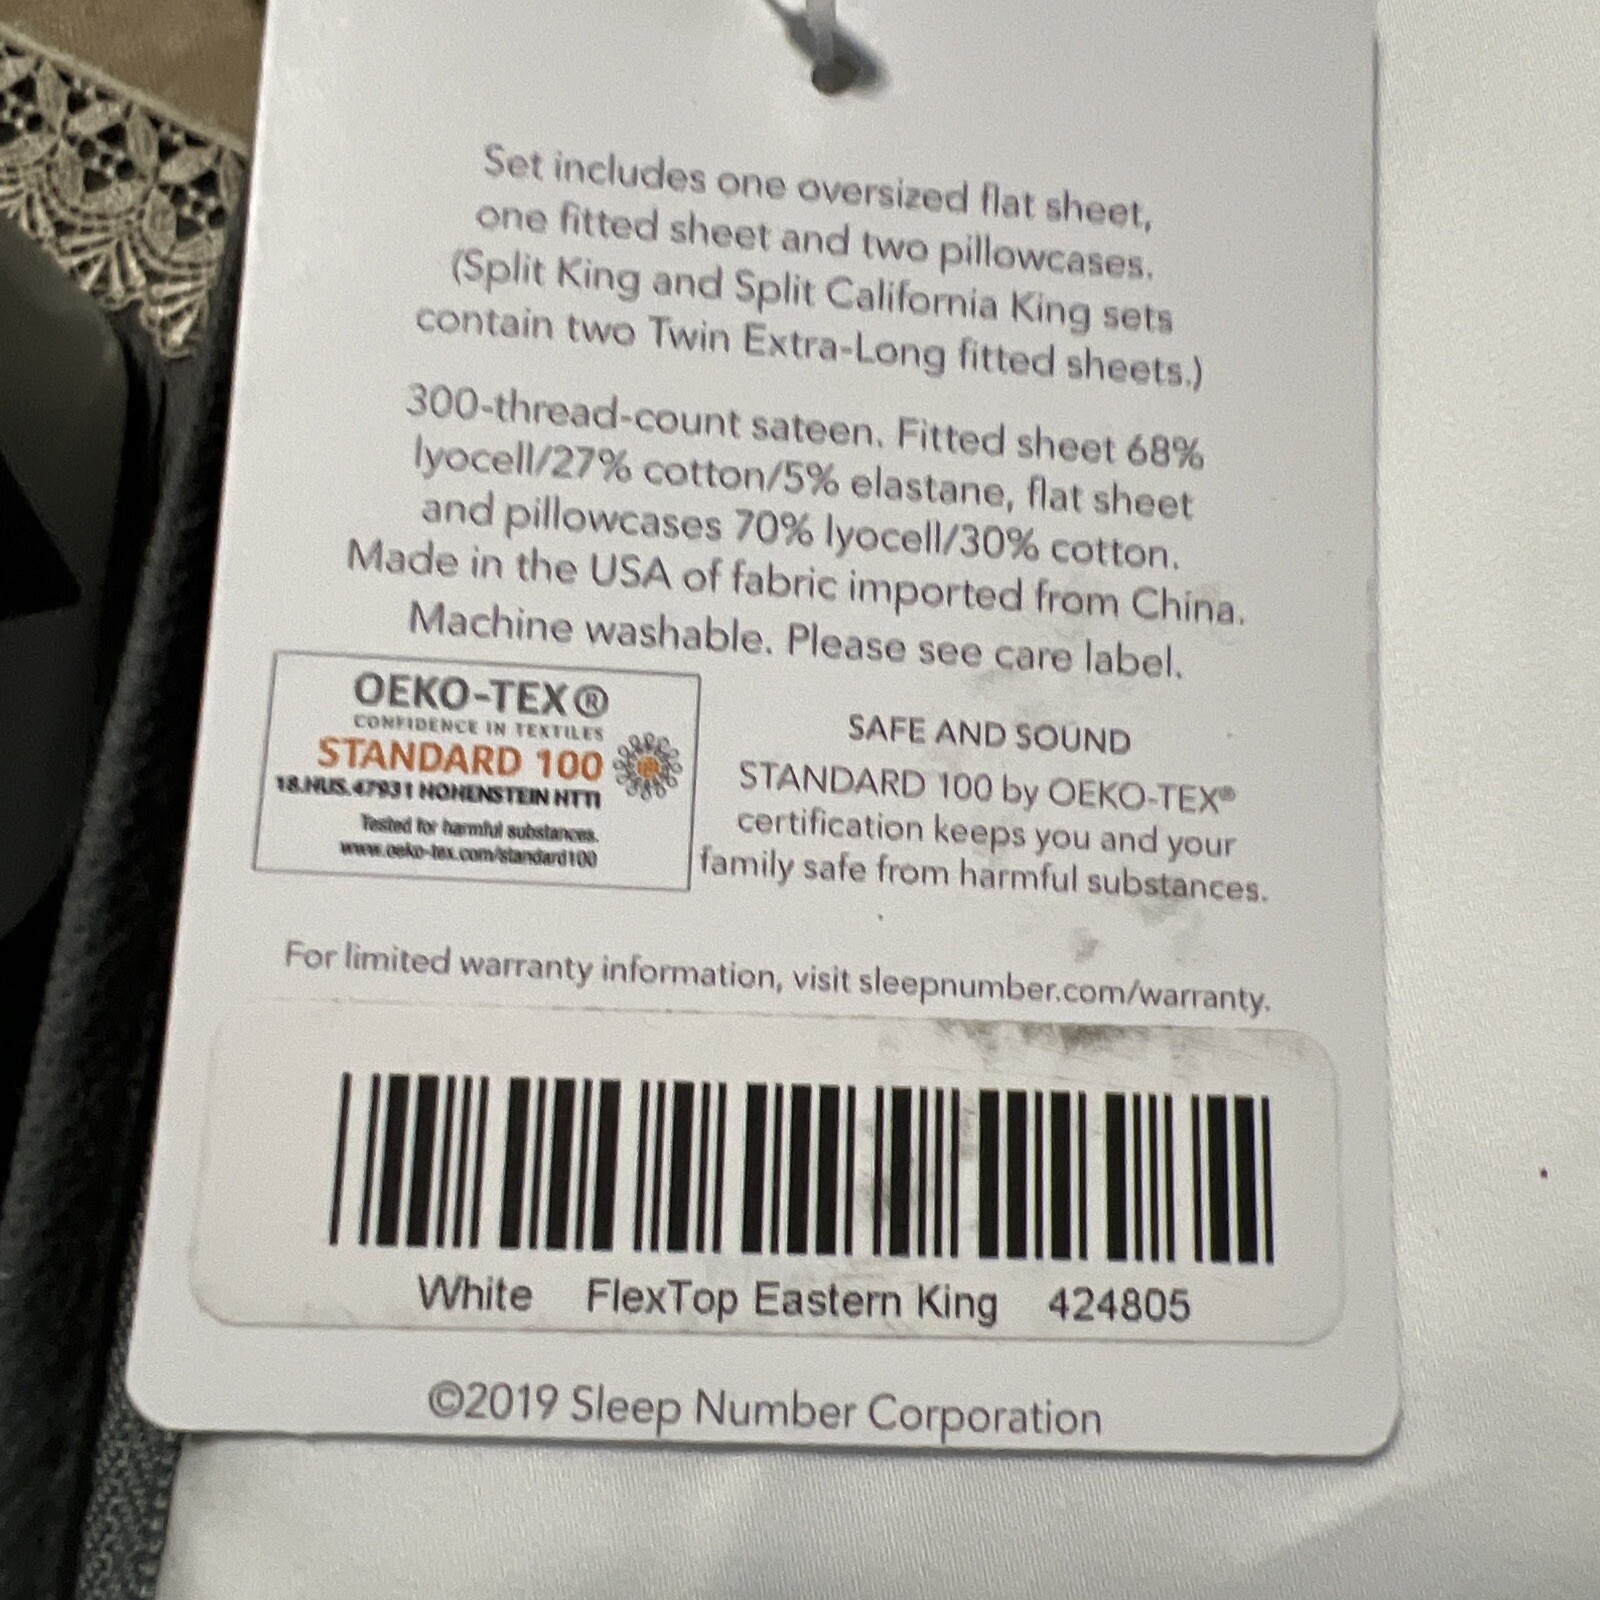 Set includes one oversized flat sheet,
one fitted sheet and two pillowcases.
(Split King and Split California King sets
contain two Twin Extra-Long fitted sheets.)
300-thread-count sateen. Fitted sheet 68%
lyocell/27% cotton/5% elastane, flat sheet
and pillowcases 70% lyocell/30% cotton.
Made in the USA of fabric imported from China.
Machine washable. Please see care label.
OEKO-TEX®
CONFIDENCE IN TEXTILES
STANDARD 100
18.HUS.47931 HOHENSTEIN HTTI
Tested for harmful substances.
www.oeko-tex.com/standard100
SAFE AND SOUND
STANDARD 100 by OEKO-TEX®
certification keeps you and your
family safe from harmful substances.
For limited warranty information, visit sleepnumber.com/warranty.
White FlexTop Eastern King 424805
©2019 Sleep Number Corporation